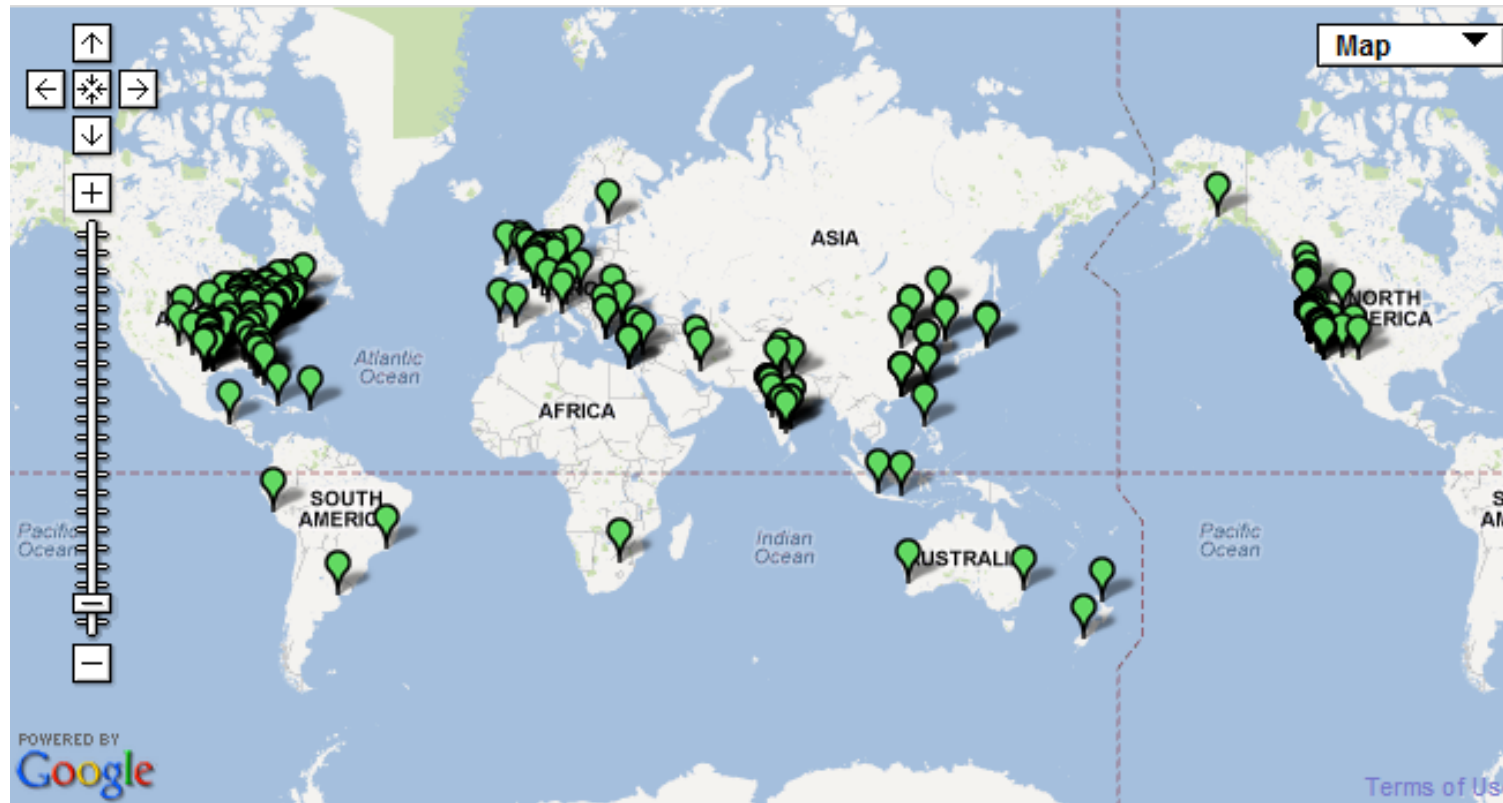 Map
ASIA
NORTH
ERICA
A
Atlantic
Ocean
AFRICA
SOUTH
AMERIC
Pacific
Ocean
Indian
Ocean
USTRALI
Pacific
Ocean
S
AM
POWERED BY
Google
Terms of Us